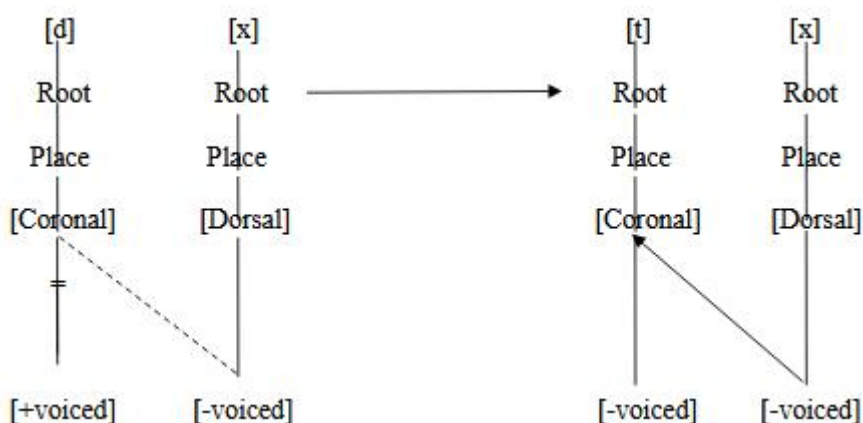 [d] [x] [t] [x]
Root Root Root Root
Place Place Place Place
[Coronal] [Dorsal] [Coronal] [Dorsal]
[+voiced] [-voiced] [-voiced] [-voiced]